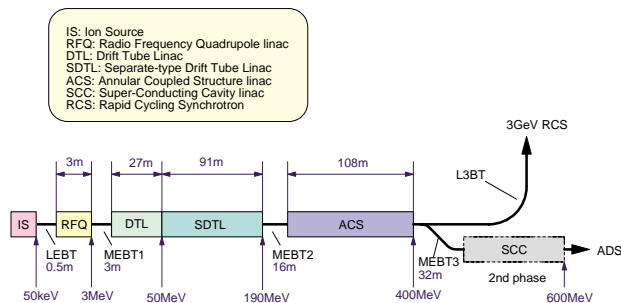 IS: Ion Source
RFQ: Radio Frequency Quadrupole linac
DTL: Drift Tube Linac
SDTL: Separate-type Drift Tube Linac
ACS: Annular Coupled Structure linac
SCC: Super-Conducting Cavity linac
RCS: Rapid Cycling Synchrotron
3GeV RCS
3m
27m
91m
108m
L3BT
IS
RFQ
DTL
SDTL
ACS
SCC
ADS
LEBT
0.5m
MEBT1
3m
MEBT2
16m
MEBT3
32m
2nd phase
50keV
3MeV
50MeV
190MeV
400MeV
600MeV